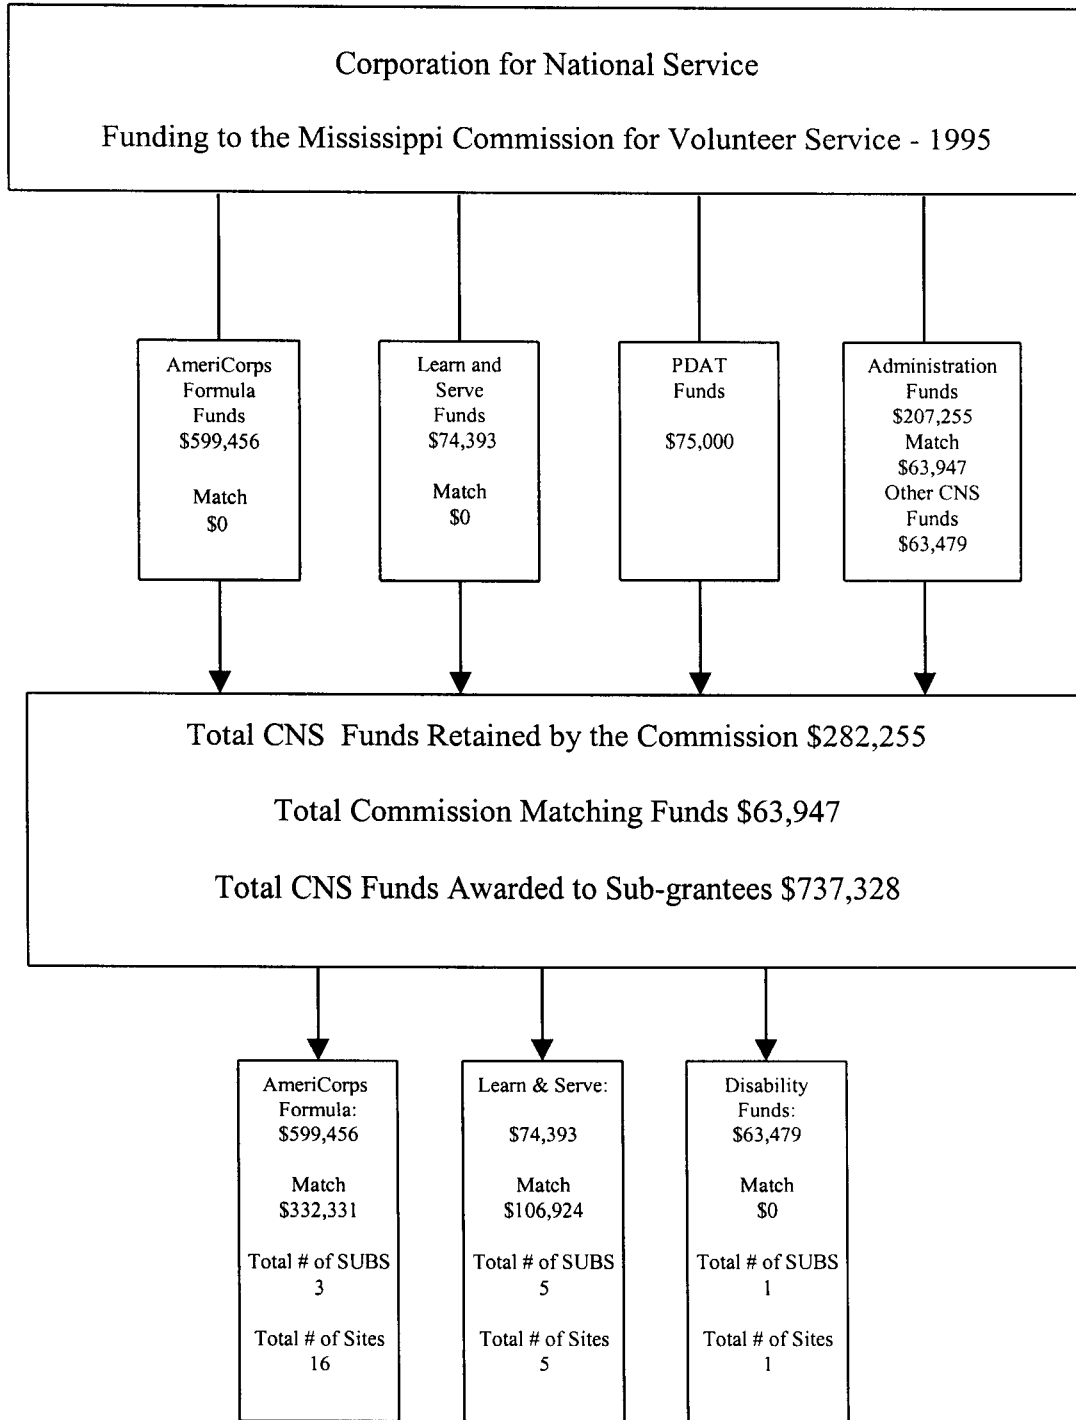 Corporation for National Service
Funding to the Mississippi Commission for Volunteer Service - 1995
AmeriCorps
Formula
Funds
$599,456
Match
$0
Learn and
Serve
Funds
$74,393
Match
$0
PDAT
Funds
$75,000
Administration
Funds
$207,255
Match
$63,947
Other CNS
Funds
$63,479
Total CNS Funds Retained by the Commission $282,255
Total Commission Matching Funds $63,947
Total CNS Funds Awarded to Sub-grantees $737,328
AmeriCorps
Formula:
$599,456
Match
$332,331
Total # of SUBS
3
Total # of Sites
16
Learn & Serve:
$74,393
Match
$106,924
Total # of SUBS
5
Total # of Sites
5
Disability
Funds:
$63,479
Match
$0
Total # of SUBS
1
Total # of Sites
1